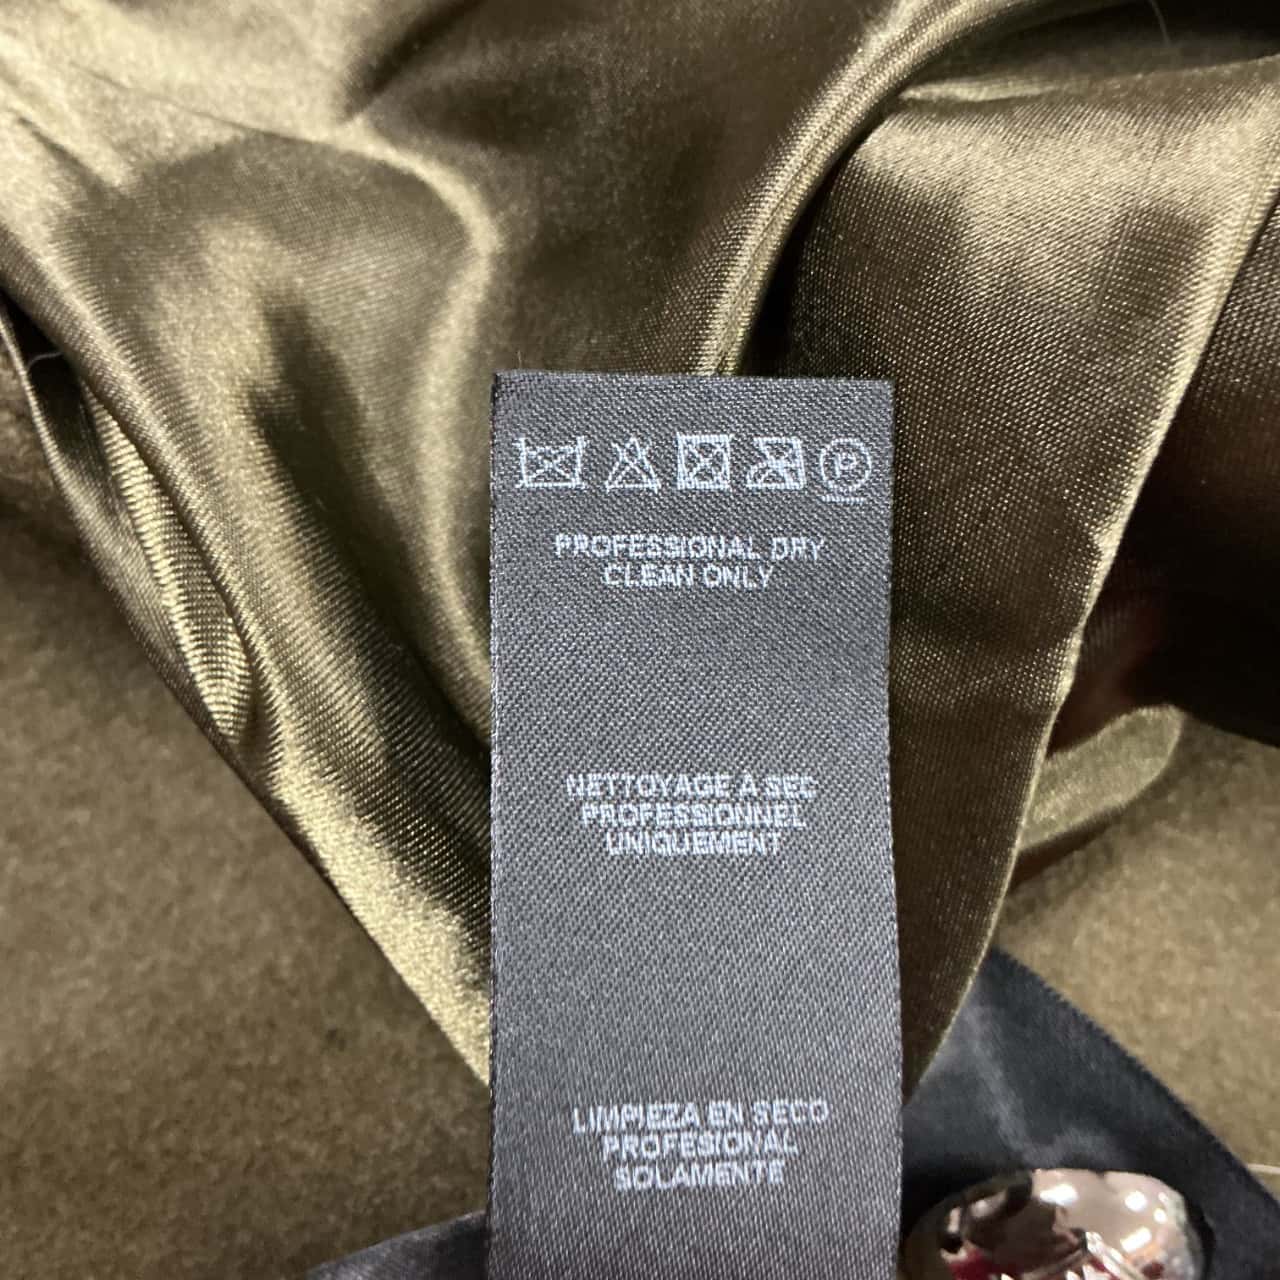 P
PROFESSIONAL DRY
CLEAN ONLY
NETTOYAGE A SEC
PROFESSIONNEL
UNIQUEMENT
LIMPIEZA EN SECO
PROFESIONAL
SOLAMENTE